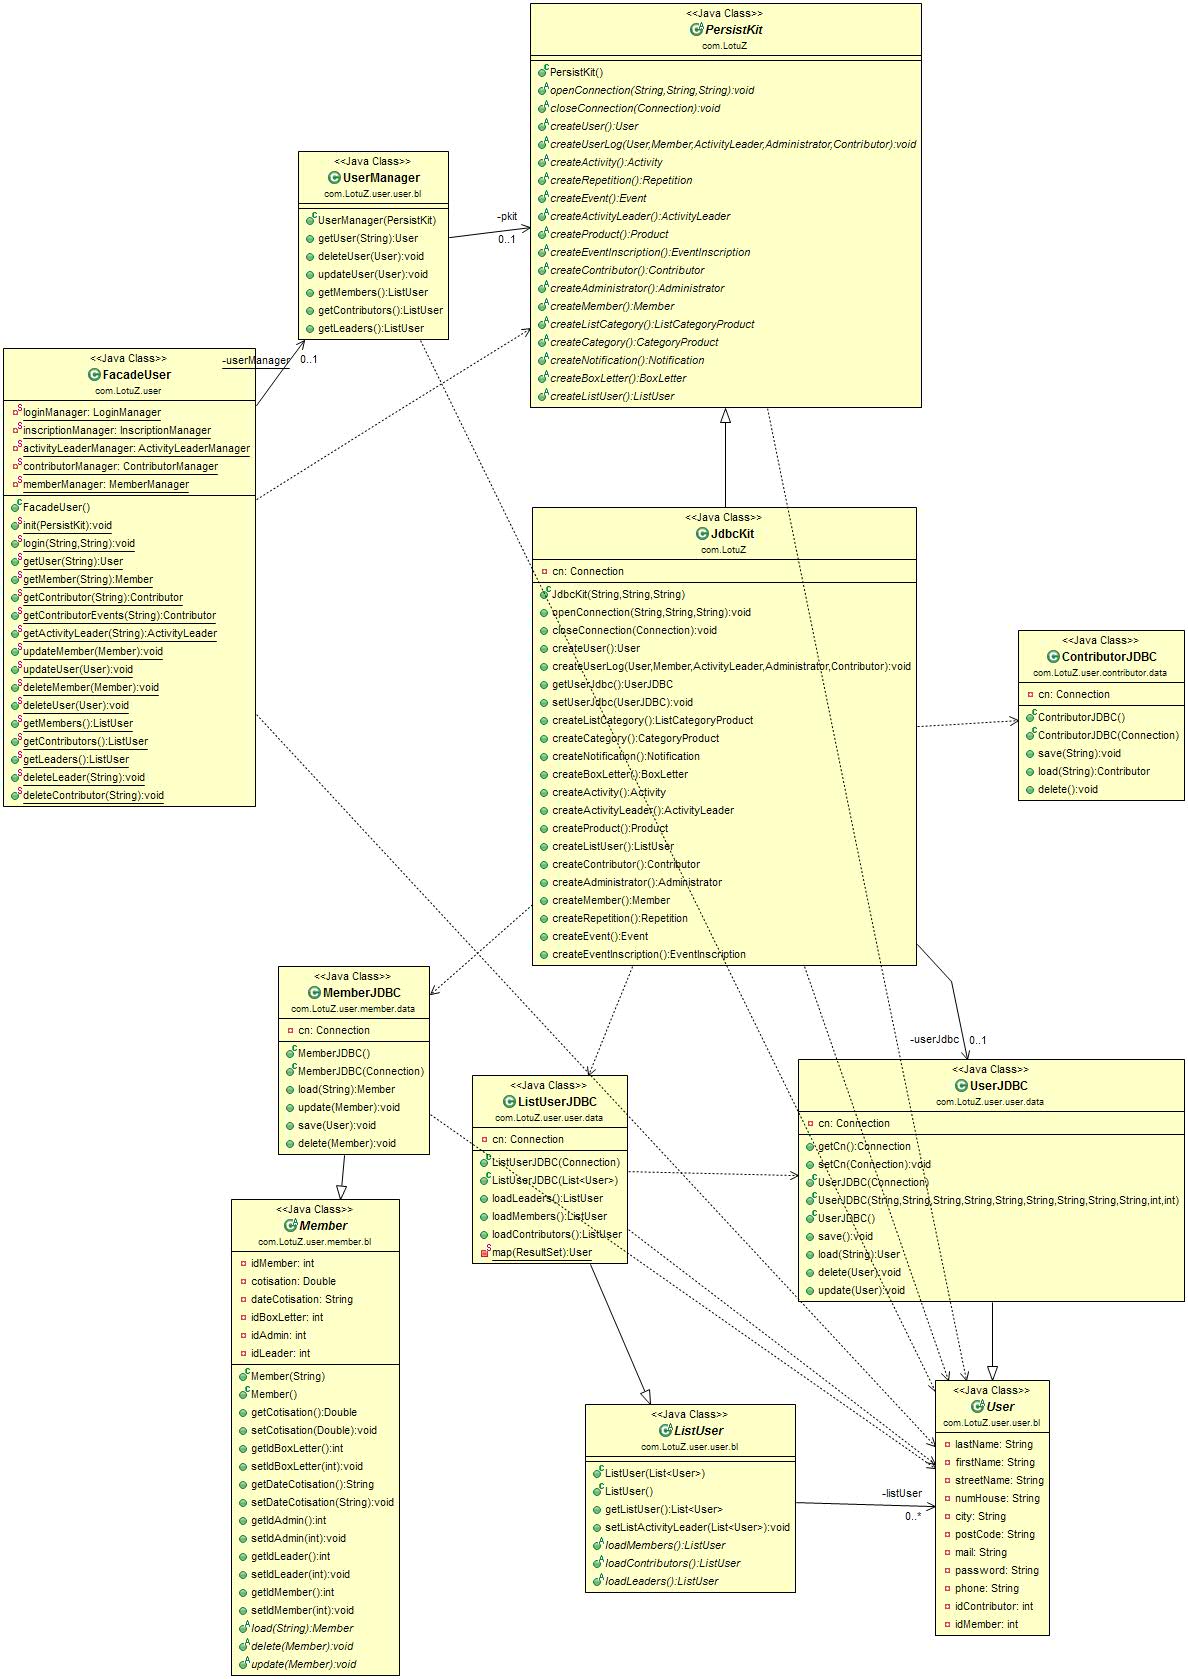 <<Java Class>>
PersistKit
com.LotuZ
PersistKit()
openConnection(String,String,String):void
closeConnection(Connection):void
createUser():User
createUserLog(User,Member,ActivityLeader,Administrator,Contributor):void
createActivity():Activity
createRepetition():Repetition
createEvent():Event
createActivityLeader():ActivityLeader
createProduct():Product
createEventInscription():EventInscription
createContributor():Contributor
createAdministrator():Administrator
createMember():Member
createListCategory():ListCategoryProduct
createCategory():CategoryProduct
createNotification():Notification
createBoxLetter():BoxLetter
createListUser():ListUser
<<Java Class>>
UserManager
com.LotuZ.user.user.bl
UserManager(PersistKit)
getUser(String):User
deleteUser(User):void
updateUser(User):void
getMembers():ListUser
getContributors():ListUser
getLeaders():ListUser
-pkit
0..1
-userManager
0..1
<<Java Class>>
FacadeUser
com.LotuZ.user
loginManager: LoginManager
inscriptionManager: InscriptionManager
activityLeaderManager: ActivityLeaderManager
contributorManager: ContributorManager
memberManager: MemberManager
FacadeUser()
init(PersistKit):void
login(String,String):void
getUser(String):User
getMember(String):Member
getContributor(String):Contributor
getContributorEvents(String):Contributor
getActivityLeader(String):ActivityLeader
updateMember(Member):void
updateUser(User):void
deleteMember(Member):void
deleteUser(User):void
getMembers():ListUser
getContributors():ListUser
getLeaders():ListUser
deleteLeader(String):void
deleteContributor(String):void
<<Java Class>>
JdbcKit
com.LotuZ
cn: Connection
JdbcKit(String,String,String)
openConnection(String,String,String):void
closeConnection(Connection):void
createUser():User
createUserLog(User,Member,ActivityLeader,Administrator,Contributor):void
getUserJdbc():UserJDBC
setUserJdbc(UserJDBC):void
createListCategory():ListCategoryProduct
createCategory():CategoryProduct
createNotification():Notification
createBoxLetter():BoxLetter
createActivity():Activity
createActivityLeader():ActivityLeader
createProduct():Product
createListUser():ListUser
createContributor():Contributor
createAdministrator():Administrator
createMember():Member
createRepetition():Repetition
createEvent():Event
createEventInscription():EventInscription
<<Java Class>>
ContributorJDBC
com.LotuZ.user.contributor.data
cn: Connection
ContributorJDBC()
ContributorJDBC(Connection)
save(String):void
load(String):Contributor
delete():void
<<Java Class>>
MemberJDBC
com.LotuZ.user.member.data
cn: Connection
MemberJDBC()
MemberJDBC(Connection)
load(String):Member
update(Member):void
save(User):void
delete(Member):void
-userJdbc
0..1
<<Java Class>>
ListUserJDBC
com.LotuZ.user.user.data
cn: Connection
ListUserJDBC(Connection)
ListUserJDBC(List<User>)
loadLeaders():ListUser
loadMembers():ListUser
loadContributors():ListUser
map(ResultSet):User
<<Java Class>>
UserJDBC
com.LotuZ.user.user.data
cn: Connection
getCn():Connection
setCn(Connection):void
UserJDBC(Connection)
UserJDBC(String,String,String,String,String,String,String,String,String,int,int)
UserJDBC()
save():void
load(String):User
delete(User):void
update(User):void
<<Java Class>>
Member
com.LotuZ.user.member.bl
idMember: int
cotisation: Double
dateCotisation: String
idBoxLetter: int
idAdmin: int
idLeader: int
Member(String)
Member()
getCotisation():Double
setCotisation(Double):void
getIdBoxLetter():int
setIdBoxLetter(int):void
getDateCotisation():String
setDateCotisation(String):void
getIdAdmin():int
setIdAdmin(int):void
getIdLeader():int
setIdLeader(int):void
getIdMember():int
setIdMember(int):void
load(String):Member
delete(Member):void
update(Member):void
<<Java Class>>
ListUser
com.LotuZ.user.user.bl
ListUser(List<User>)
ListUser()
getListUser():List<User>
setListActivityLeader(List<User>):void
loadMembers():ListUser
loadContributors():ListUser
loadLeaders():ListUser
-listUser
0..*
<<Java Class>>
User
com.LotuZ.user.user.bl
lastName: String
firstName: String
streetName: String
numHouse: String
city: String
postCode: String
mail: String
password: String
phone: String
idContributor: int
idMember: int